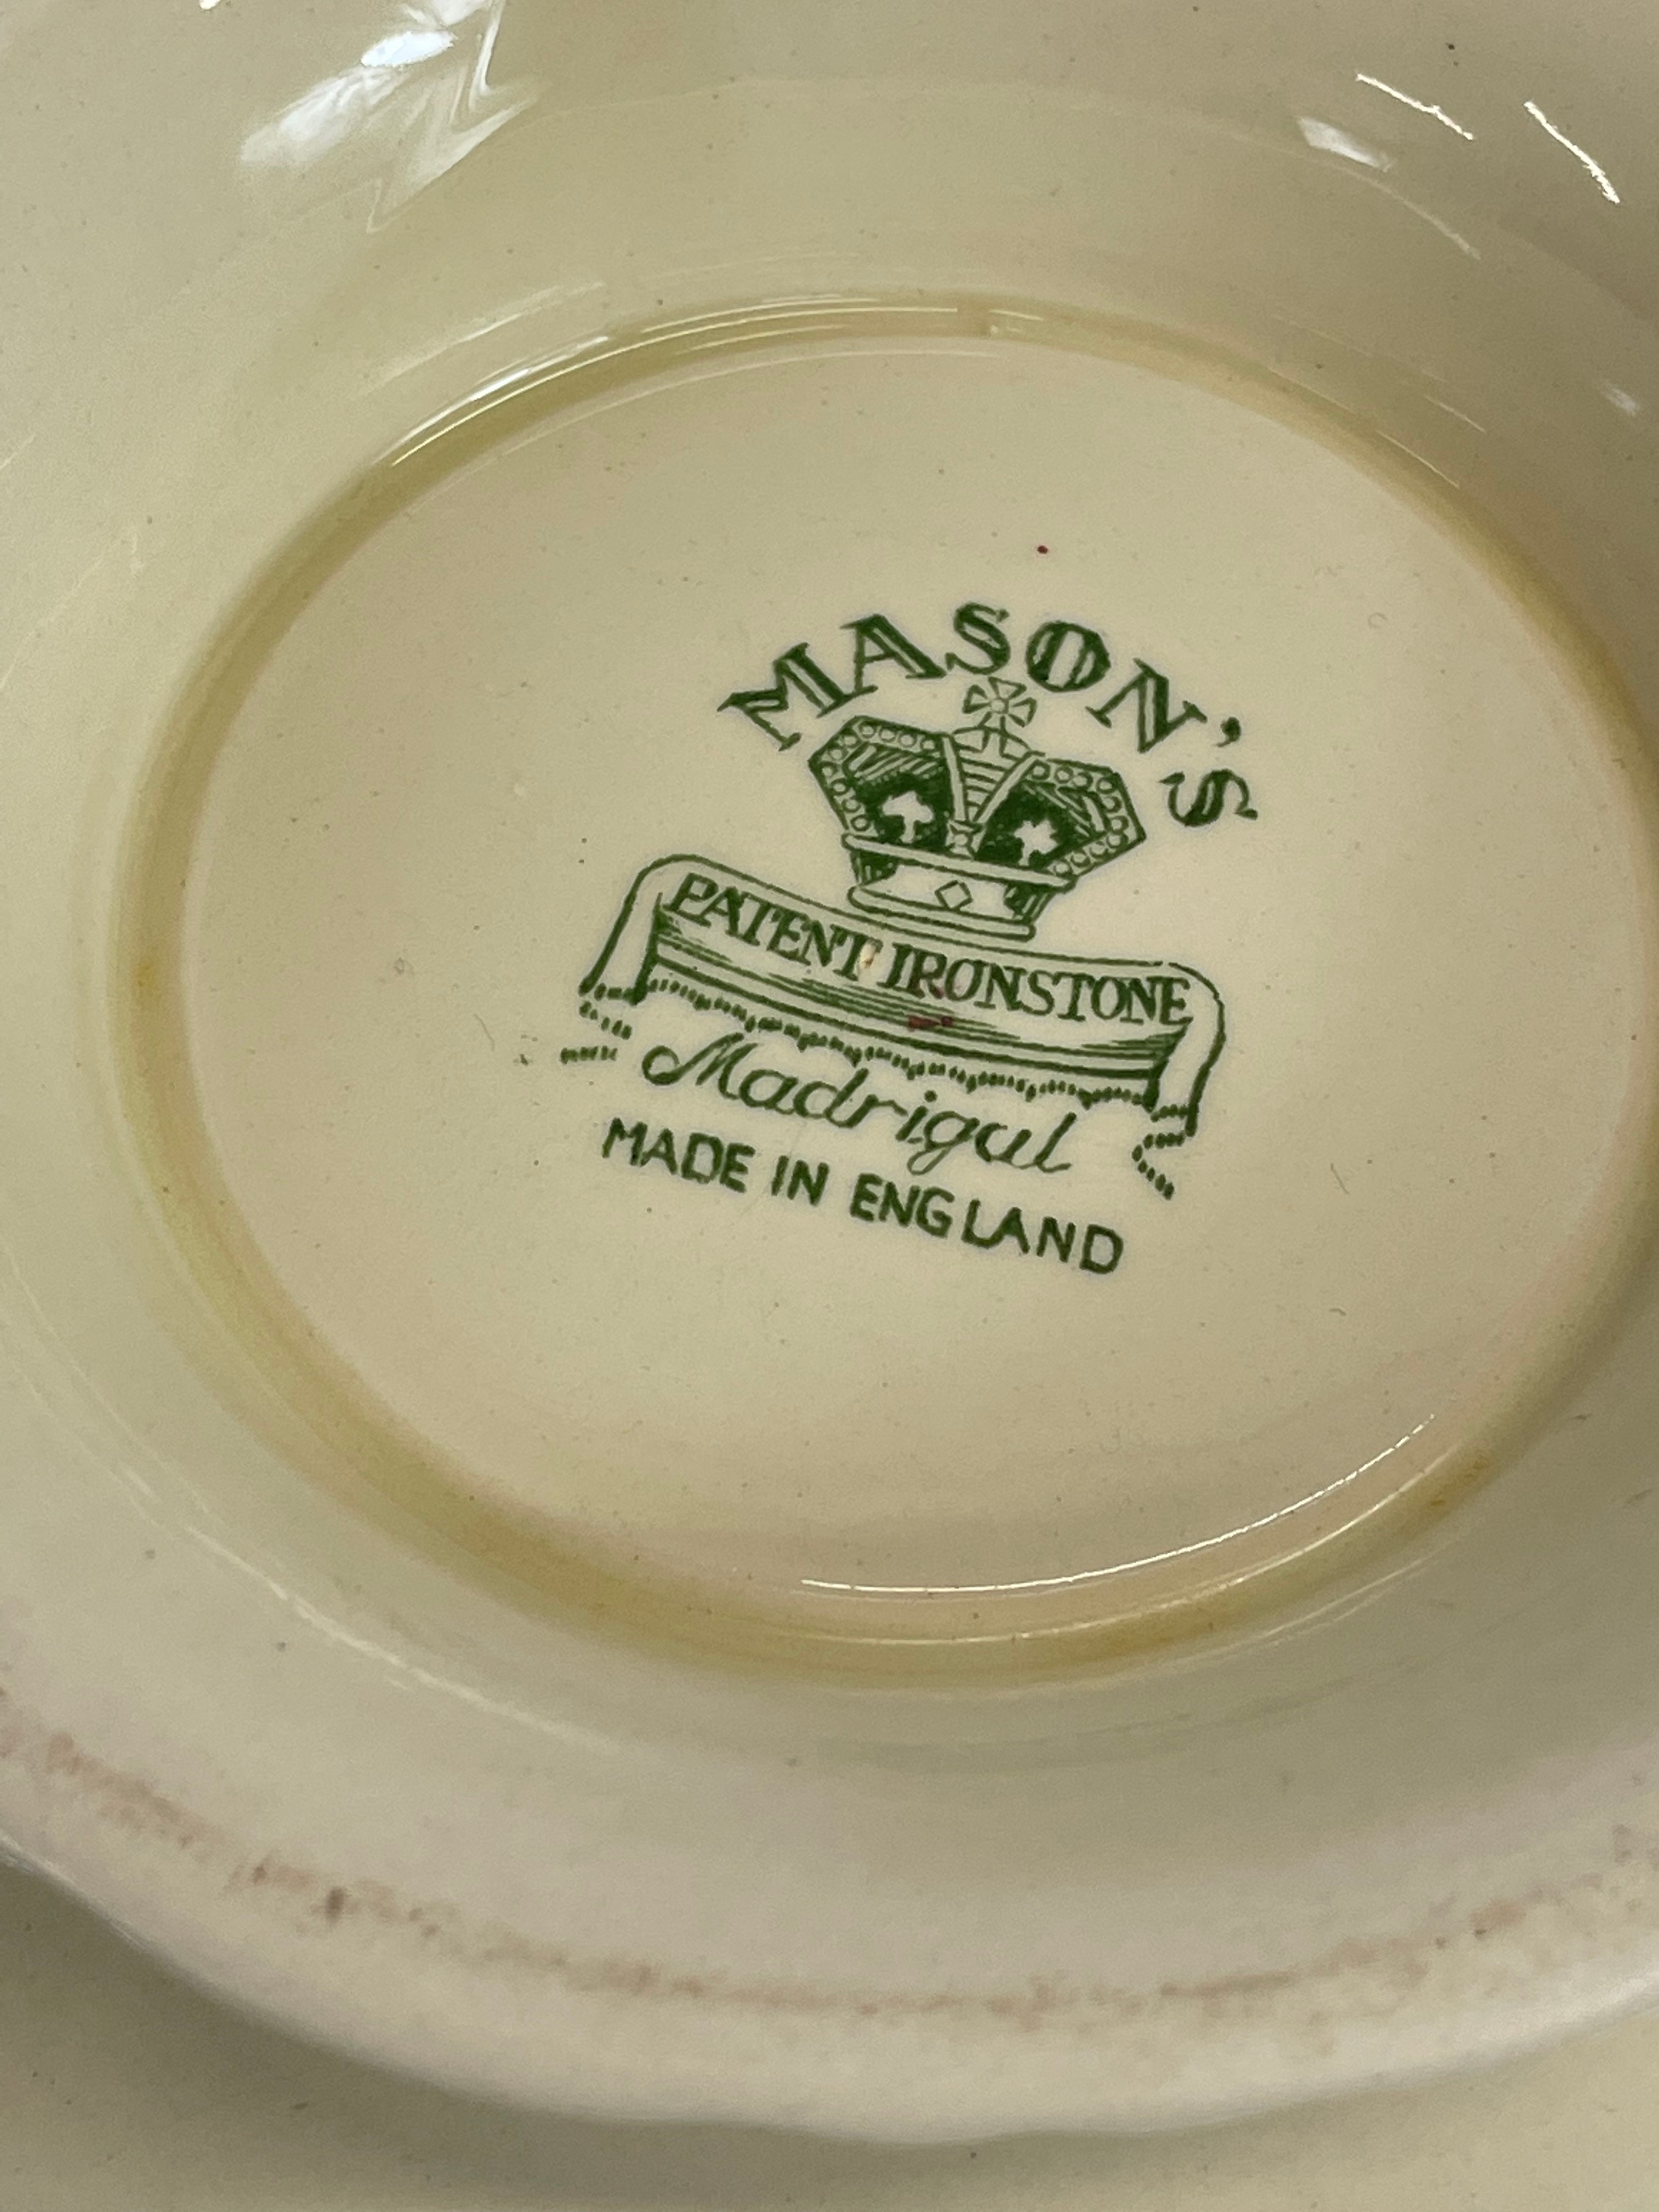 MASON'S
PATENT IRONSTONE
Madrigal
MADE IN ENGLAND